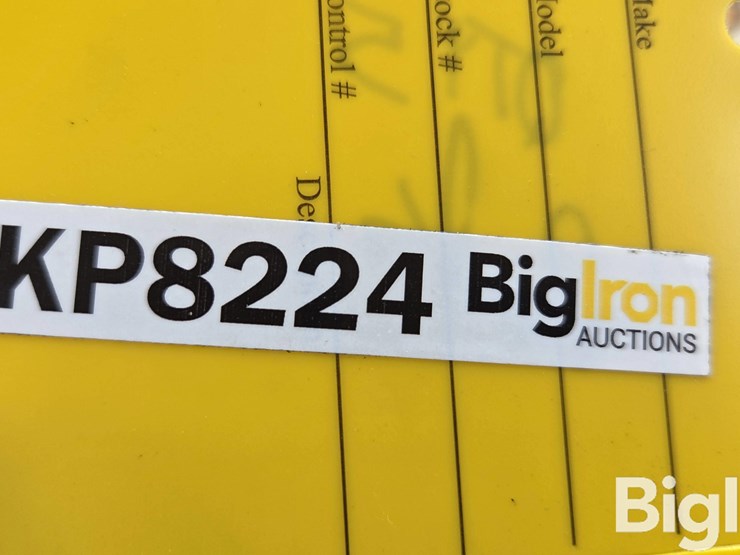 Make
Model
ock #
ontrol #
De
KP8224 BigIron
AUCTIONS
BigI